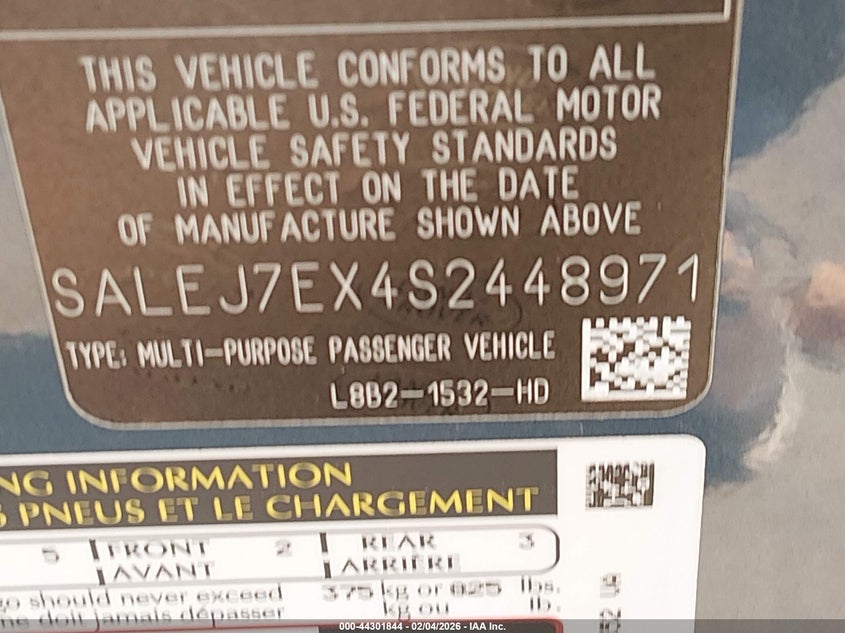 THIS VEHICLE CONFORMS TO ALL
APPLICABLE U.S. FEDERAL MOTOR
VEHICLE SAFETY STANDARDS
IN EFFECT ON THE DATE
OF MANUFACTURE SHOWN ABOVE
SALEJ7EX4S2448971
TYPE: MULTI-PURPOSE PASSENGER VEHICLE
L8B2-1532-HD
NG INFORMATION
PNEUS ET LE CHARGEMENT
5 FRONT 2 REAR 3
AVANT ARRIÈRE
go should never exceed 375 kg or 825 lbs.
ne doit jamais dépasser kg ou lb.
000-44301844 - 02/04/2026 - IAA Inc.